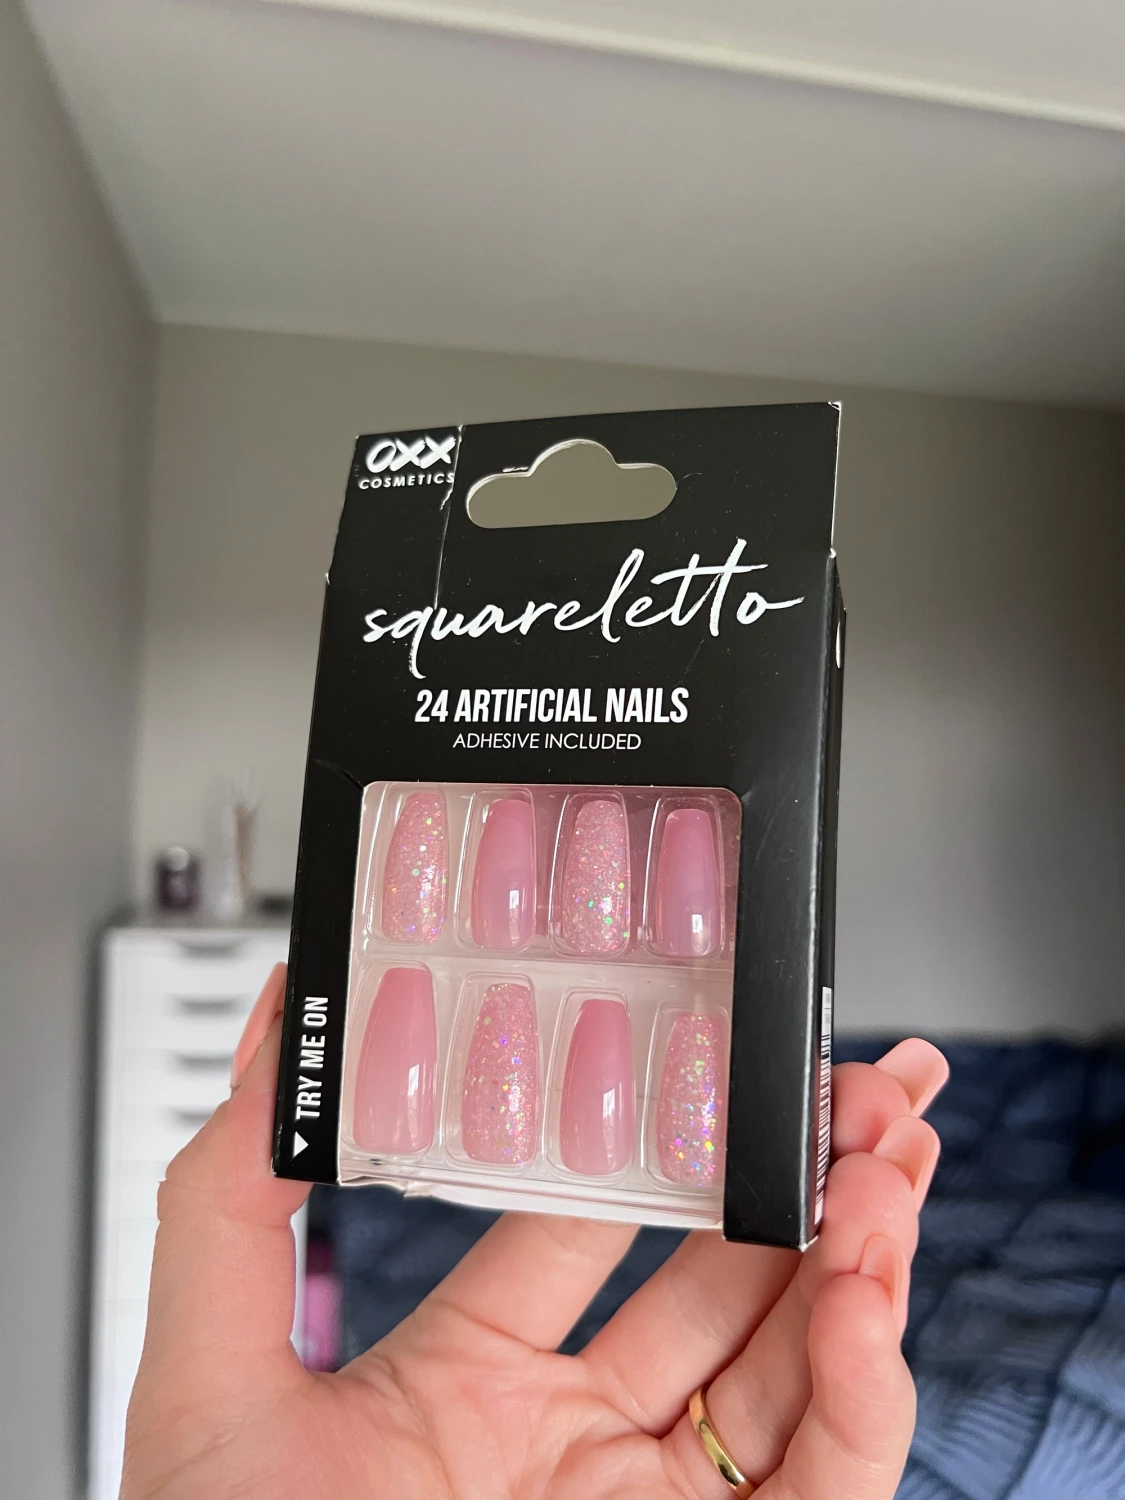 OXX
COSMETICS
squareletto
24 ARTIFICIAL NAILS
ADHESIVE INCLUDED
TRY ME ON